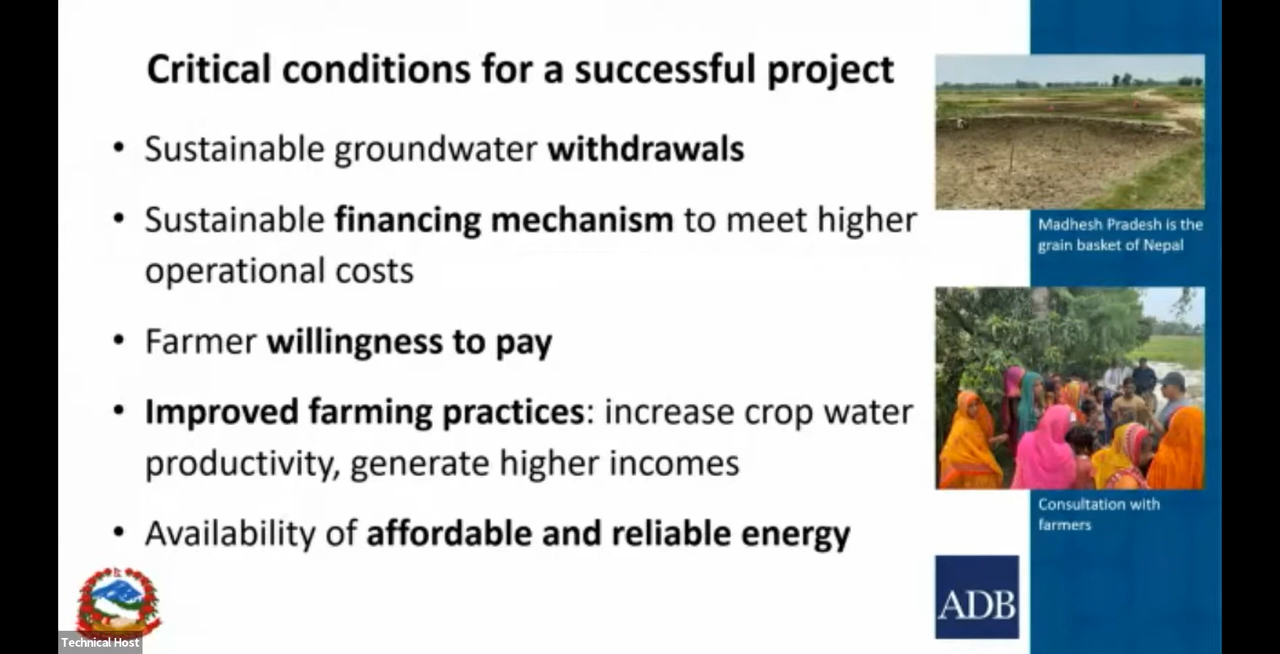 Critical conditions for a successful project
• Sustainable groundwater withdrawals
• Sustainable financing mechanism to meet higher
operational costs
• Farmer willingness to pay
• Improved farming practices: increase crop water
productivity, generate higher incomes
• Availability of affordable and reliable energy
Madhesh Pradesh is the
grain basket of Nepal
Consultation with
farmers
ADB
Technical Host